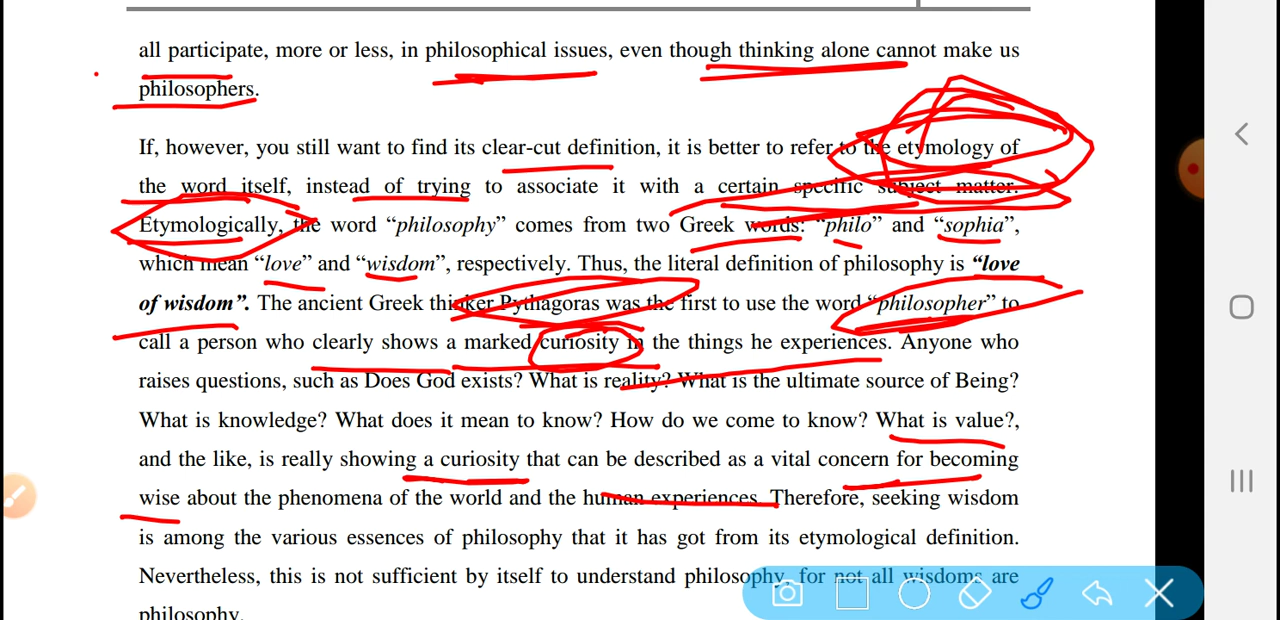 all participate, more or less, in philosophical issues, even though thinking alone cannot make us
philosophers.
If, however, you still want to find its clear-cut definition, it is better to refer to the etymology of
the word itself, instead of trying to associate it with a certain specific subject matter.
Etymologically, the word “philosophy” comes from two Greek words: “philo” and “sophia”,
which mean “love” and “wisdom”, respectively. Thus, the literal definition of philosophy is “love
of wisdom”. The ancient Greek thinker Pythagoras was the first to use the word “philosopher” to
call a person who clearly shows a marked curiosity in the things he experiences. Anyone who
raises questions, such as Does God exists? What is reality? What is the ultimate source of Being?
What is knowledge? What does it mean to know? How do we come to know? What is value?,
and the like, is really showing a curiosity that can be described as a vital concern for becoming
wise about the phenomena of the world and the human experiences. Therefore, seeking wisdom
is among the various essences of philosophy that it has got from its etymological definition.
Nevertheless, this is not sufficient by itself to understand philosophy, for not all wisdoms are
philosophy.